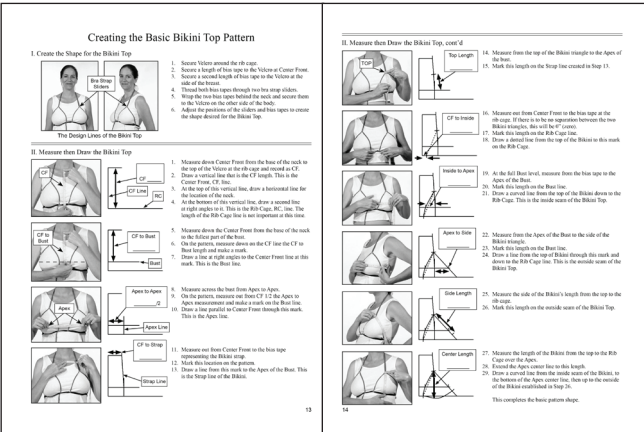 Creating the Basic Bikini Top Pattern
I. Create the Shape for the Bikini Top
Bra Strap
Sliders
The Design Lines of the Bikini Top
1. Secure Velcro around the rib cage.
2. Secure a length of bias tape to the Velcro at Center Front.
3. Secure a second length of bias tape to the Velcro at the
side of the breast.
4. Thread both bias tapes through two bra strap sliders.
5. Wrap the two bias tapes behind the neck and secure them
to the Velcro on the other side of the body.
6. Adjust the positions of the sliders and bias tapes to create
the shape desired for the Bikini Top.
II. Measure then Draw the Bikini Top
CF
CF
CF Line
RC
1. Measure down Center Front from the base of the neck to
the top of the Velcro at the rib cage and record as CF.
2. Draw a vertical line that is the CF length. This is the
Center Front, CF, line.
3. At the top of this vertical line, draw a horizontal line for
the location of the neck.
4. At the bottom of this vertical line, draw a second line
at right angles to it. This is the Rib Cage, RC, line. The
length of the Rib Cage line is not important at this time.
CF to
Bust
CF to Bust
Bust
5. Measure down the Center Front from the base of the neck
to the fullest part of the bust.
6. On the pattern, measure down on the CF line the CF to
Bust length and make a mark.
7. Draw a line at right angles to the Center Front line at this
mark. This is the Bust line.
Apex
Apex to Apex
/2
Apex Line
8. Measure across the bust from Apex to Apex.
9. On the pattern, measure out from CF 1/2 the Apex to
Apex measurement and make a mark on the Bust line.
10. Draw a line parallel to Center Front through this mark.
This is the Apex line.
CF to Strap
Strap Line
11. Measure out from Center Front to the bias tape
representing the Bikini strap.
12. Mark this location on the pattern.
13. Draw a line from this mark to the Apex of the Bust. This
is the Strap line of the Bikini.
13
II. Measure then Draw the Bikini Top, cont'd
TOP
Top Length
14. Measure from the top of the Bikini triangle to the Apex of
the bust.
15. Mark this length on the Strap line created in Step 13.
CF to Inside
16. Measure out from Center Front to the bias tape at the
rib cage. If there is to be no separation between the two
Bikini triangles, this will be 0" (zero).
17. Mark this length on the Rib Cage line.
18. Draw a dotted line from the top of the Bikini to this mark
on the Rib Cage.
Inside to Apex
19. At the full Bust level, measure from the bias tape to the
Apex of the Bust.
20. Mark this length on the Bust line.
21. Draw a curved line from the top of the Bikini down to the
Rib Cage. This is the inside seam of the Bikini Top.
Apex to Side
22. Measure from the Apex of the Bust to the side of the
Bikini triangle.
23. Mark this length on the Bust line.
24. Draw a line from the top of Bikini through this mark and
down to the Rib Cage line. This is the outside seam of the
Bikini Top.
Side Length
25. Measure the side of the Bikini's length from the top to the
rib cage.
26. Mark this length on the outside seam of the Bikini Top.
Center Length
27. Measure the length of the Bikini from the top to the Rib
Cage over the Apex.
28. Extend the Apex center line to this length.
29. Draw a curved line from the inside seam of the Bikini, to
the bottom of the Apex center line, then up to the outside
of the Bikini established in Step 26.
This completes the basic pattern shape.
14